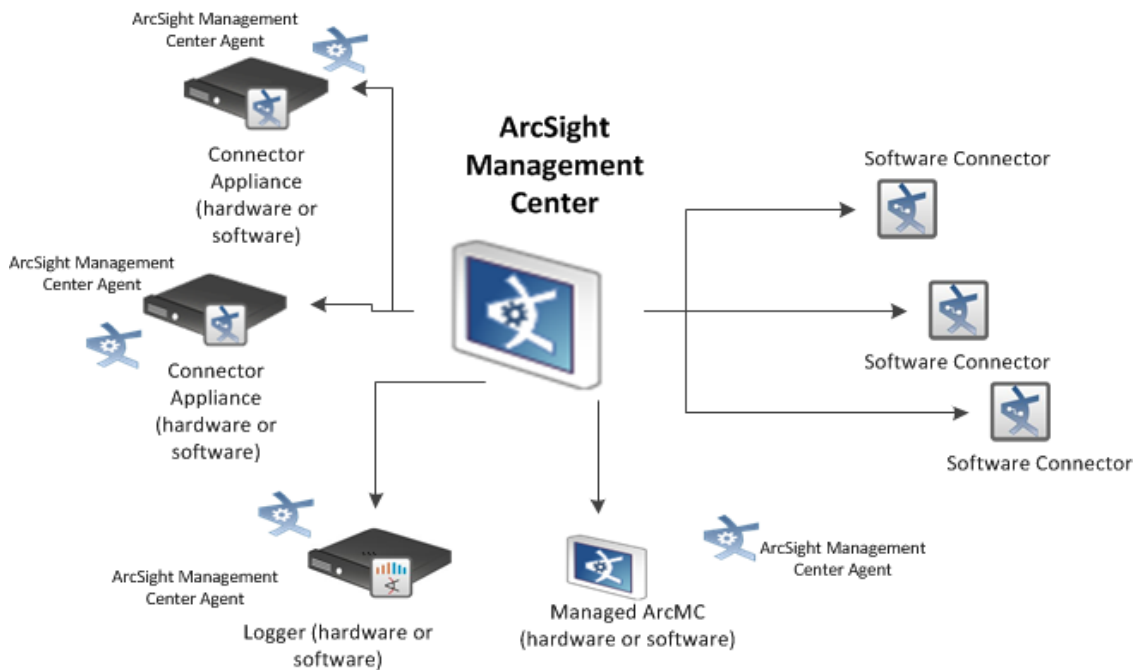 ArcSight Management
Center Agent
Connector
Appliance
(hardware or
software)
ArcSight Management
Center Agent
Connector
Appliance
(hardware or
software)
ArcSight
Management
Center
Software Connector
Software Connector
Software Connector
ArcSight Management
Center Agent
Logger (hardware or
software)
Managed ArcMC
(hardware or software)
ArcSight Management
Center Agent